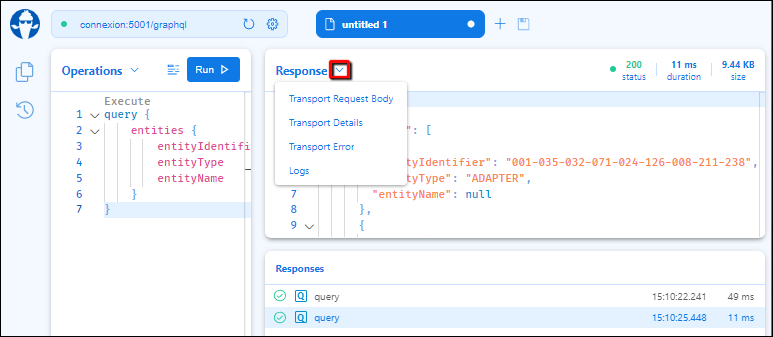 connexion:5001/graphql
untitled 1
Operations
Run
Execute
1 query {
2 entities {
3 entityIdentifi
4 entityType
5 entityName
6 }
7 }
Response
200
status
11 ms
duration
9.44 KB
size
Transport Request Body
Transport Details
Transport Error
Logs
": [
tityIdentifier": "001-035-032-071-024-126-008-211-238",
tityType": "ADAPTER",
7 "entityName": null
8 },
9 {
Responses
Q query 15:10:22.241 49 ms
Q query 15:10:25.448 11 ms